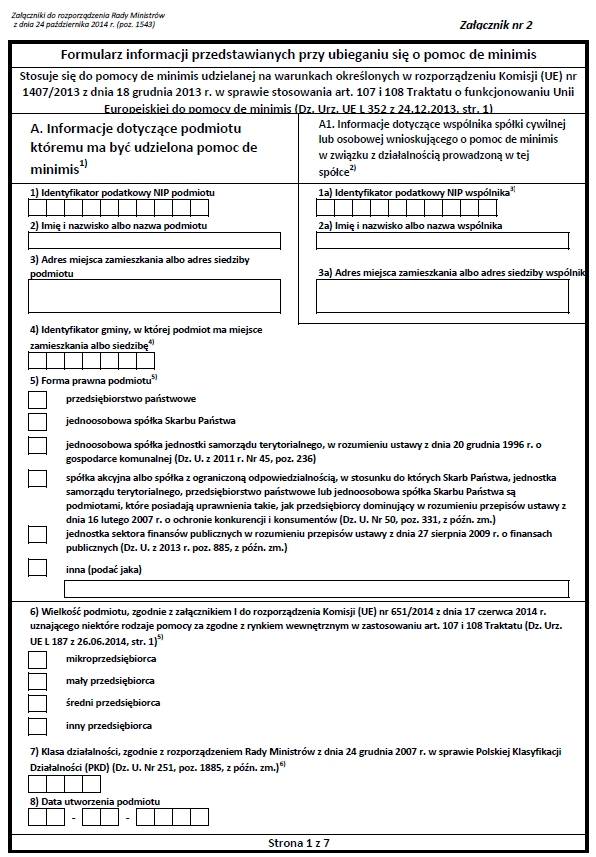 Załączniki do rozporządzenia Rady Ministrów
z dnia 24 października 2014 r. (poz. 1543)
Załącznik nr 2
Formularz informacji przedstawianych przy ubieganiu się o pomoc de minimis
Stosuje się do pomocy de minimis udzielanej na warunkach określonych w rozporządzeniu Komisji (UE) nr
1407/2013 z dnia 18 grudnia 2013 r. w sprawie stosowania art. 107 i 108 Traktatu o funkcjonowaniu Unii
Europejskiej do pomocy de minimis (Dz. Urz. UE L 352 z 24.12.2013, str. 1)
A. Informacje dotyczące podmiotu
któremu ma być udzielona pomoc de
minimis1)
A1. Informacje dotyczące wspólnika spółki cywilnej
lub osobowej wnioskującego o pomoc de minimis
w związku z działalnością prowadzoną w tej
spółce2)
1) Identyfikator podatkowy NIP podmiotu
1a) Identyfikator podatkowy NIP wspólnika3)
2) Imię i nazwisko albo nazwa podmiotu
2a) Imię i nazwisko albo nazwa wspólnika
3) Adres miejsca zamieszkania albo adres siedziby
podmiotu
3a) Adres miejsca zamieszkania albo adres siedziby wspólnik
4) Identyfikator gminy, w której podmiot ma miejsce
zamieszkania albo siedzibę4)
5) Forma prawna podmiotu5)
przedsiębiorstwo państwowe
jednoosobowa spółka Skarbu Państwa
jednoosobowa spółka jednostki samorządu terytorialnego, w rozumieniu ustawy z dnia 20 grudnia 1996 r. o
gospodarce komunalnej (Dz. U. z 2011 r. Nr 45, poz. 236)
spółka akcyjna albo spółka z ograniczoną odpowiedzialnością, w stosunku do których Skarb Państwa, jednostka
samorządu terytorialnego, przedsiębiorstwo państwowe lub jednoosobowa spółka Skarbu Państwa są
podmiotami, które posiadają uprawnienia takie, jak przedsiębiorcy dominujący w rozumieniu przepisów ustawy z
dnia 16 lutego 2007 r. o ochronie konkurencji i konsumentów (Dz. U. Nr 50, poz. 331, z późn. zm.)
jednostka sektora finansów publicznych w rozumieniu przepisów ustawy z dnia 27 sierpnia 2009 r. o finansach
publicznych (Dz. U. z 2013 r. poz. 885, z późn. zm.)
inna (podać jaka)
6) Wielkość podmiotu, zgodnie z załącznikiem I do rozporządzenia Komisji (UE) nr 651/2014 z dnia 17 czerwca 2014 r.
uznającego niektóre rodzaje pomocy za zgodne z rynkiem wewnętrznym w zastosowaniu art. 107 i 108 Traktatu (Dz. Urz.
UE L 187 z 26.06.2014, str. 1)5)
mikroprzedsiębiorca
mały przedsiębiorca
średni przedsiębiorca
inny przedsiębiorca
7) Klasa działalności, zgodnie z rozporządzeniem Rady Ministrów z dnia 24 grudnia 2007 r. w sprawie Polskiej Klasyfikacji
Działalności (PKD) (Dz. U. Nr 251, poz. 1885, z późn. zm.)6)
8) Data utworzenia podmiotu
- -
Strona 1 z 7